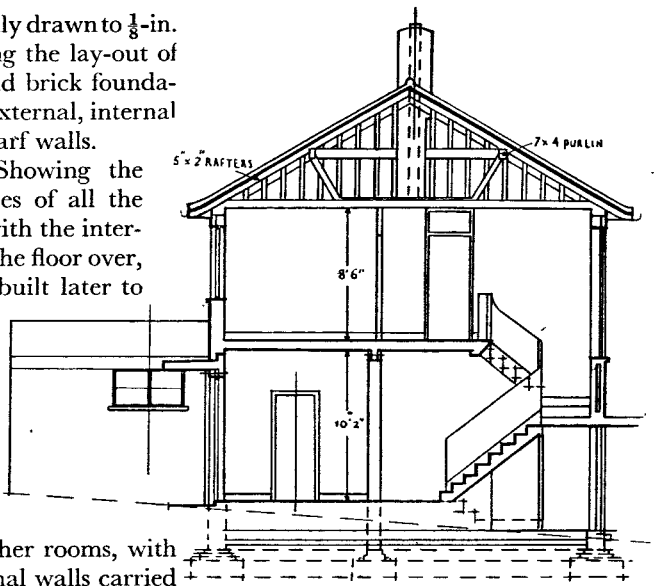 ly drawn to ⅛-in.
g the lay-out of
d brick founda-
xternal, internal
arf walls.
Showing the
es of all the
with the inter-
he floor over,
built later to
5" x 2" RAFTERS
7 x 4 PURLIN
8'6"
10'2"
her rooms, with
nal walls carried